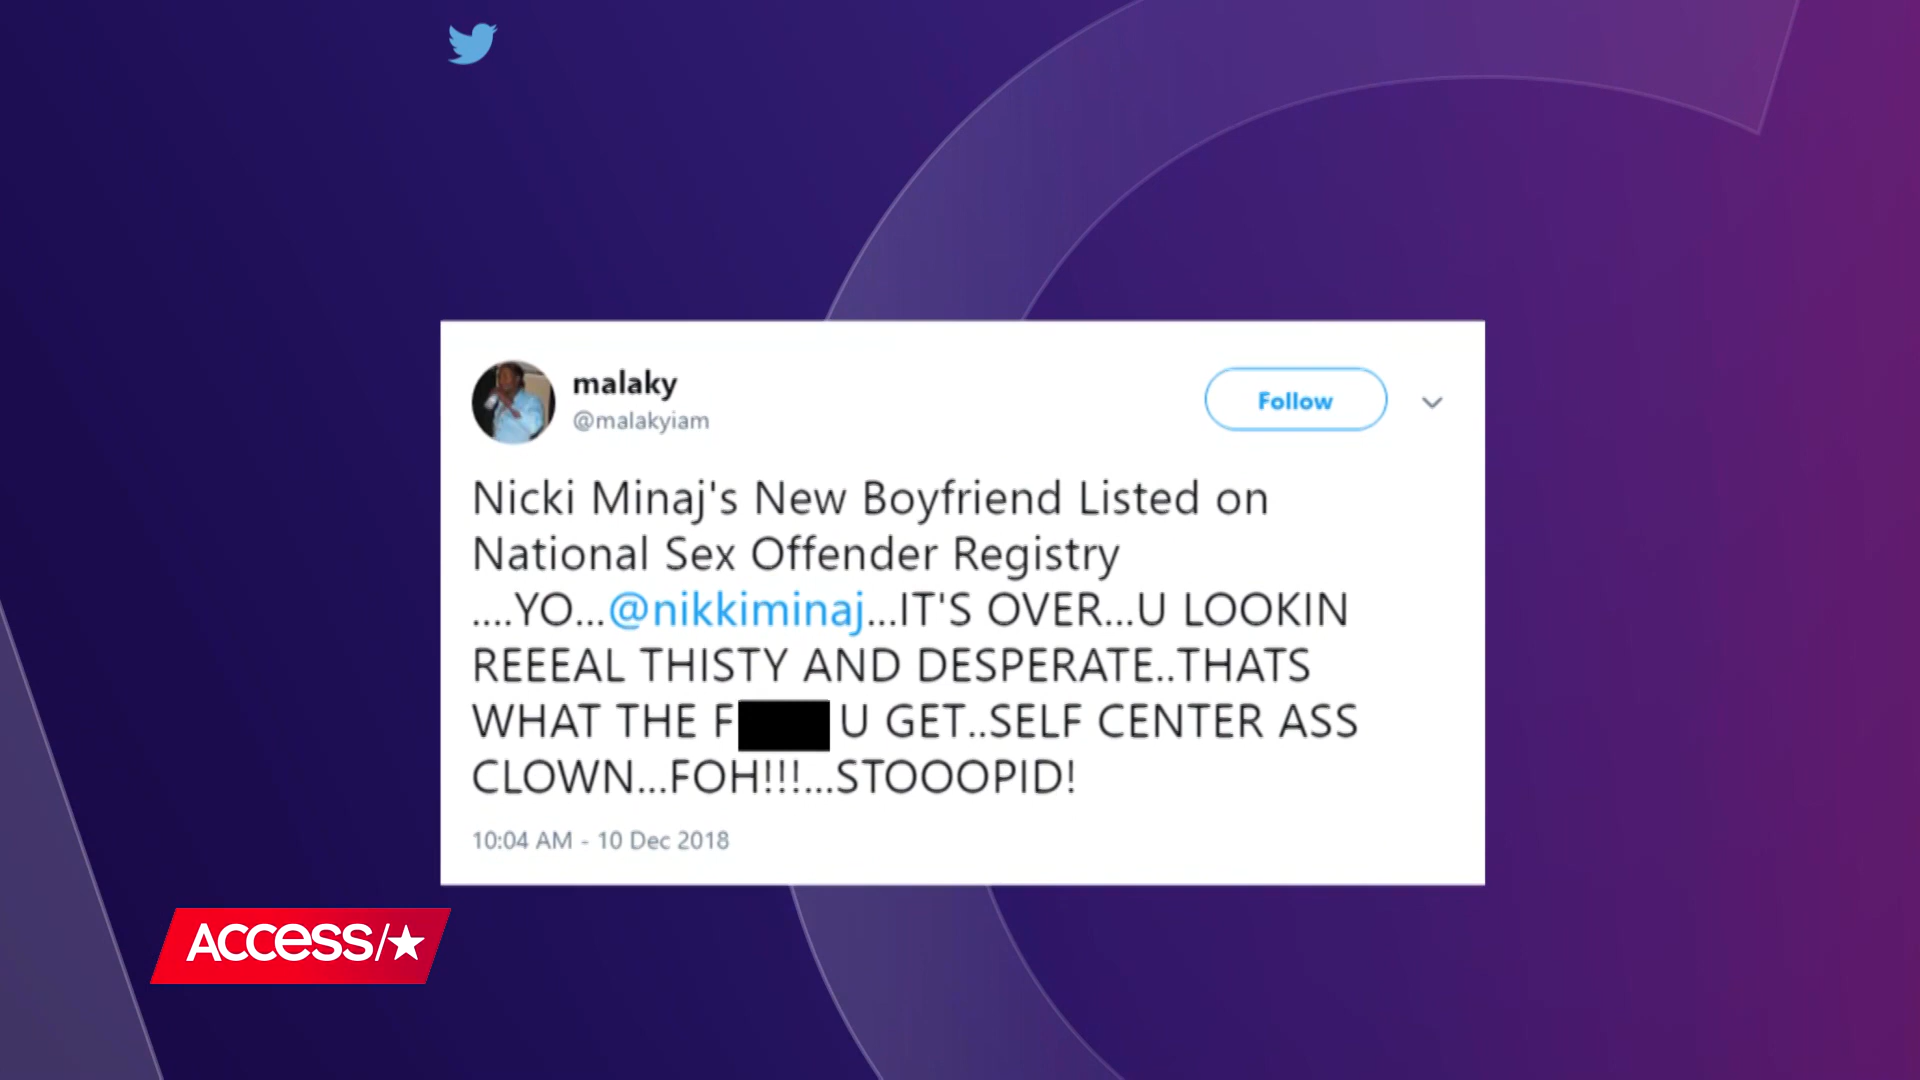 malaky
@malakyiam
Follow
Nicki Minaj's New Boyfriend Listed on
National Sex Offender Registry
....YO...@nikkiminaj...IT'S OVER...U LOOKIN
REEEAL THISTY AND DESPERATE..THATS
WHAT THE F U GET..SELF CENTER ASS
CLOWN...FOH!!!...STOOOPID!
10:04 AM - 10 Dec 2018
ACCESS/